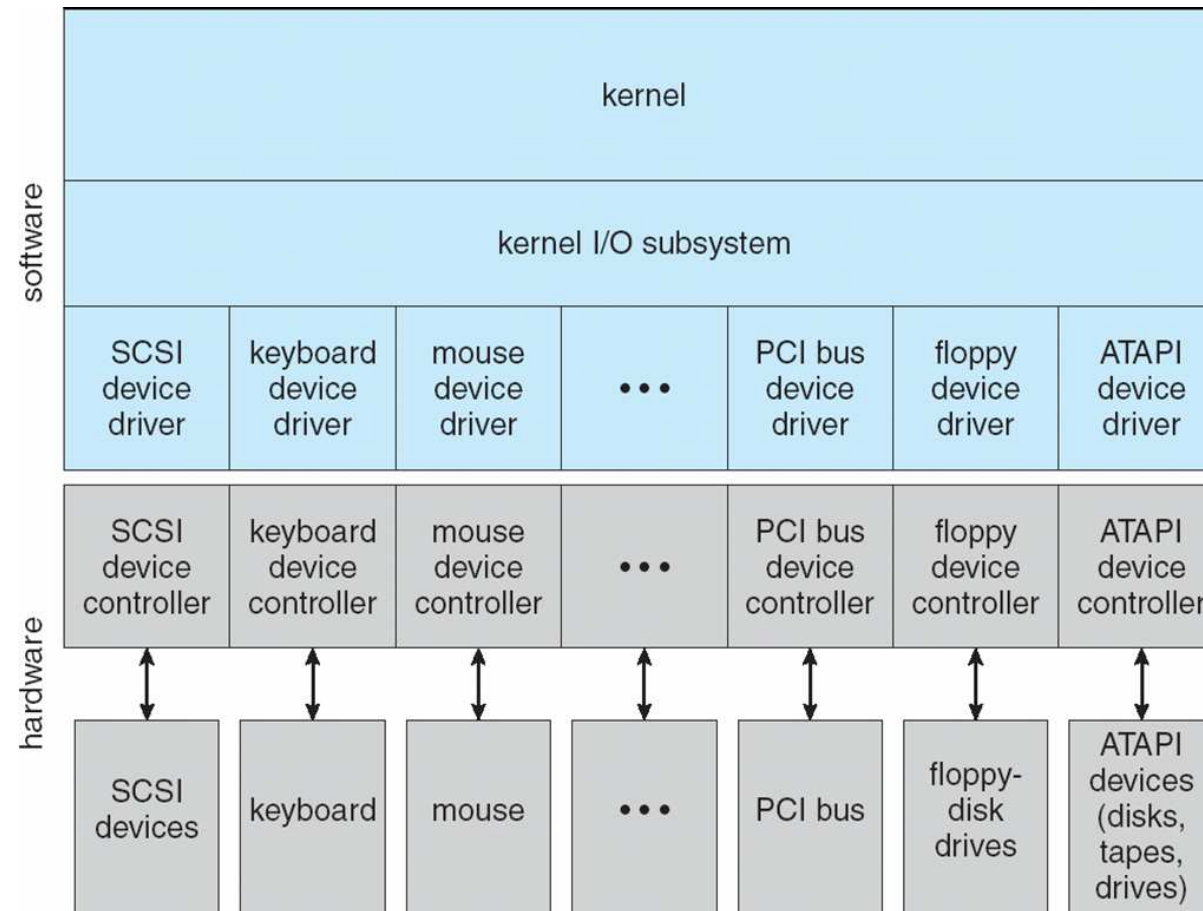 kernel
kernel I/O subsystem
software
SCSI
device
driver
keyboard
device
driver
mouse
device
driver
•••
PCI bus
device
driver
floppy
device
driver
ATAPI
device
driver
hardware
SCSI
device
controller
keyboard
device
controller
mouse
device
controller
•••
PCI bus
device
controller
floppy
device
controller
ATAPI
device
controller
SCSI
devices
keyboard
mouse
•••
PCI bus
floppy-
disk
drives
ATAPI
devices
(disks,
tapes,
drives)